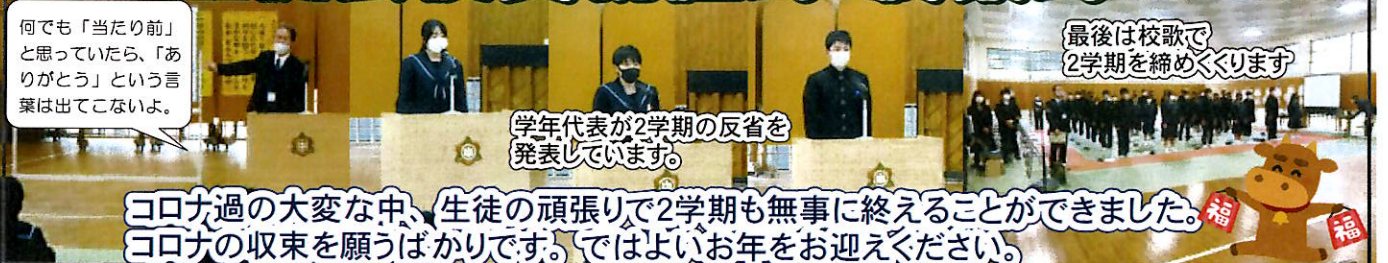 何でも「当たり前」
と思っていたら、「あ
りがとう」という言
葉は出てこないよ。
学年代表が2学期の反省を
発表しています。
最後は校歌で
2学期を締めくくります
コロナ過の大変な中、生徒の頑張りで2学期も無事に終えることができました。
コロナの収束を願うばかりです。ではよいお年をお迎えください。
福
福